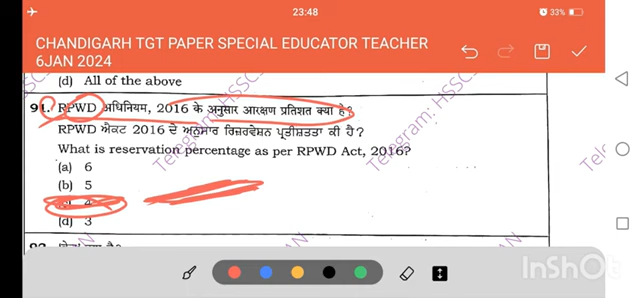 23:48
33%
CHANDIGARH TGT PAPER SPECIAL EDUCATOR TEACHER
6JAN 2024
(d) All of the above
91. RPWD अधिनियम, 2016 के अनुसार आरक्षण प्रतिशत क्या है?
RPWD ਐਕਟ 2016 ਦੇ ਅਨੁਸਾਰ ਰਿਜ਼ਰਵੇਸ਼ਨ ਪ੍ਰਤੀਸ਼ਤਤਾ ਕੀ ਹੈ?
What is reservation percentage as per RPWD Act, 2016?
(a) 6
(b) 5
4
(d) 3
Telegram: HSSC
Telegram: HSSC
InShOt